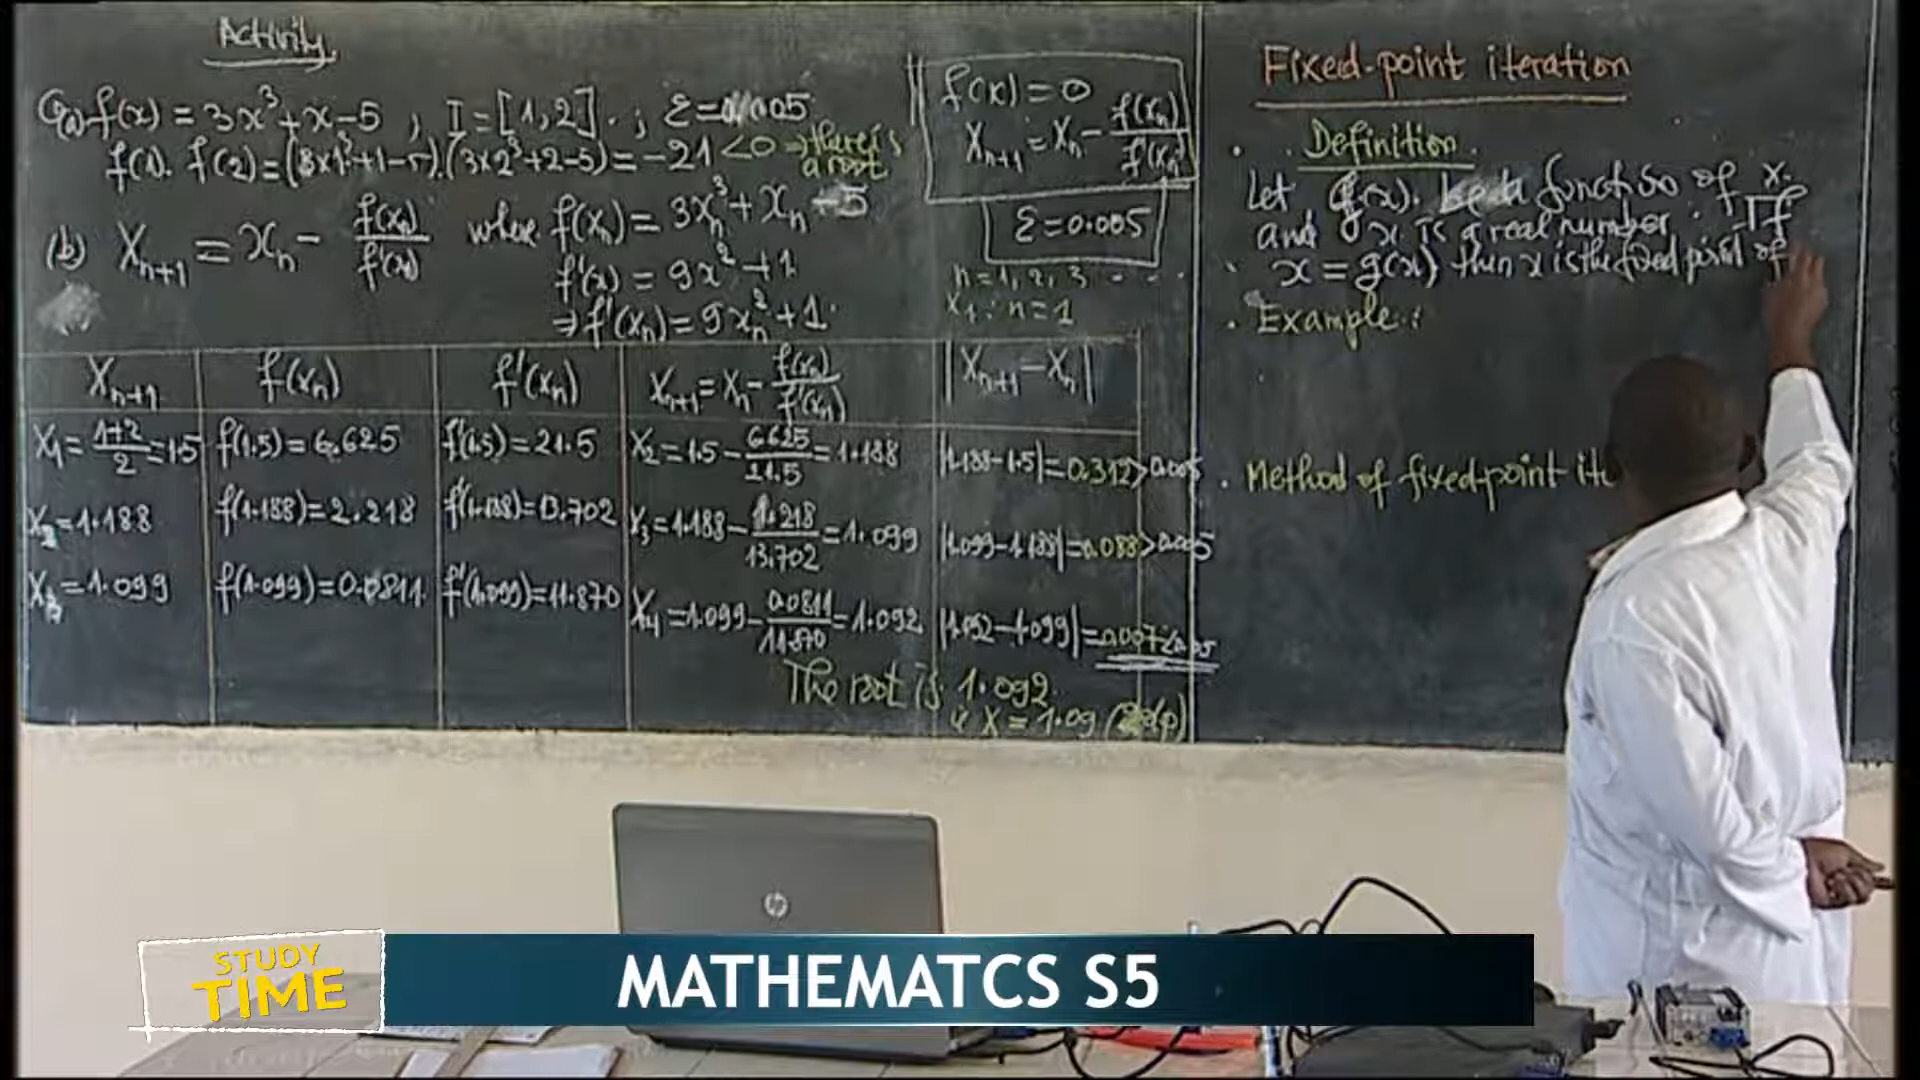 Activity
(a) f(x) = 3x³ + x - 5 , I = [1,2] . ; Ɛ = 0.005
f(1). f(2) = (3x1³+1-5).(3x2³+2-5) = -21 < 0 ⇒ there is a root
(b) Xn+1 = xn - f(xn)/f'(xn) where f(xn) = 3xn³ + xn - 5
f'(x) = 9x² + 1
⇒ f'(xn) = 9xn² + 1
f(x) = 0
Xn+1 = Xn - f(xn)/f'(xn)
Ɛ = 0.005
n = 1, 2, 3 - - -
X1 : n = 1
Xn+1 f(xn) f'(xn) Xn+1 = Xn - f(xn)/f'(xn) |Xn+1 - Xn|
X1 = 1+2/2 = 1.5 f(1.5) = 6.625 f'(1.5) = 21.5 X2 = 1.5 - 6.625/21.5 = 1.188 |1.188-1.5| = 0.312 > 0.005
X2 = 1.188 f(1.188) = 2.218 f'(1.188) = 13.702 X3 = 1.188 - 1.218/13.702 = 1.099 |1.099-1.188| = 0.088 > 0.005
X3 = 1.099 f(1.099) = 0.0811 f'(1.099) = 11.870 X4 = 1.099 - 0.0811/11.870 = 1.092 |1.092-1.099| = 0.007
The root is 1.092
X = 1.09
Fixed-point iteration
. Definition
Let g(x). be a function of x.
and x is a real number . If
x = g(x) then x is the fixed point of
. Example :
. Method of fixed-point ite
hp
STUDY
TIME
MATHEMATCS S5